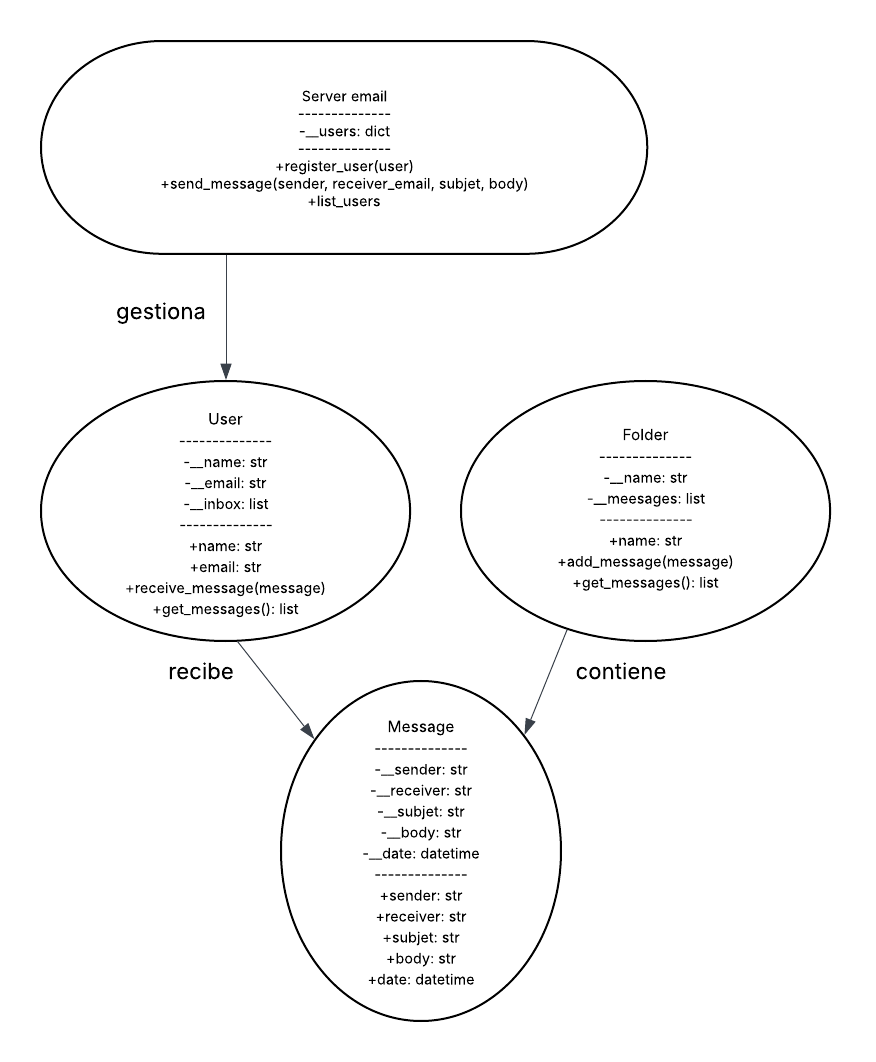 Server email
--------------
-__users: dict
--------------
+register_user(user)
+send_message(sender, receiver_email, subjet, body)
+list_users
gestiona
User
--------------
-__name: str
-__email: str
-__inbox: list
--------------
+name: str
+email: str
+receive_message(message)
+get_messages(): list
Folder
--------------
-__name: str
-__meesages: list
--------------
+name: str
+add_message(message)
+get_messages(): list
recibe
contiene
Message
--------------
-__sender: str
-__receiver: str
-__subjet: str
-__body: str
-__date: datetime
--------------
+sender: str
+receiver: str
+subjet: str
+body: str
+date: datetime